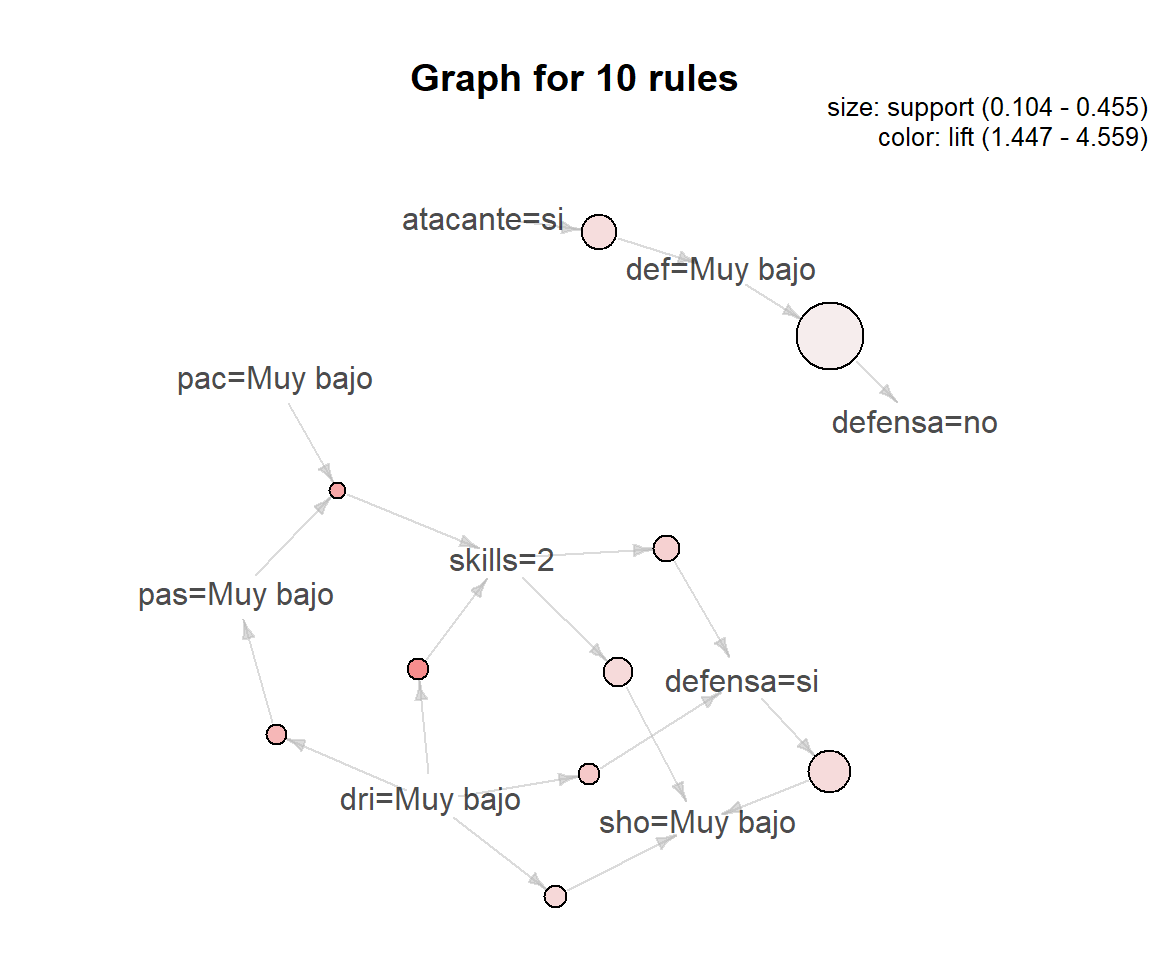 Graph for 10 rules
size: support (0.104 - 0.455)
color: lift (1.447 - 4.559)
atacante=si
def=Muy bajo
pac=Muy bajo
defensa=no
skills=2
pas=Muy bajo
defensa=si
dri=Muy bajo
sho=Muy bajo